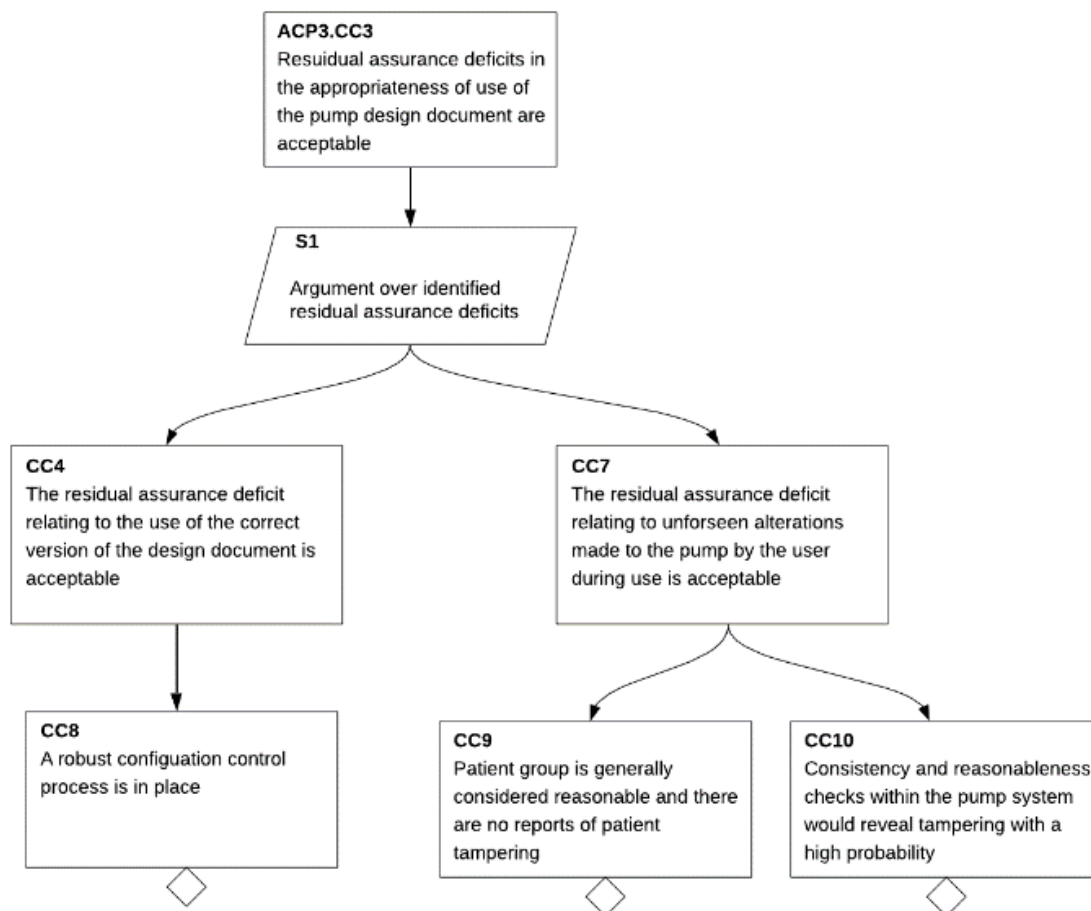 ACP3.CC3
Resuidual assurance deficits in
the appropriateness of use of
the pump design document are
acceptable
S1
Argument over identified
residual assurance deficits
CC4
The residual assurance deficit
relating to the use of the correct
version of the design document is
acceptable
CC7
The residual assurance deficit
relating to unforseen alterations
made to the pump by the user
during use is acceptable
CC8
A robust configuation control
process is in place
CC9
Patient group is generally
considered reasonable and there
are no reports of patient
tampering
CC10
Consistency and reasonableness
checks within the pump system
would reveal tampering with a
high probability